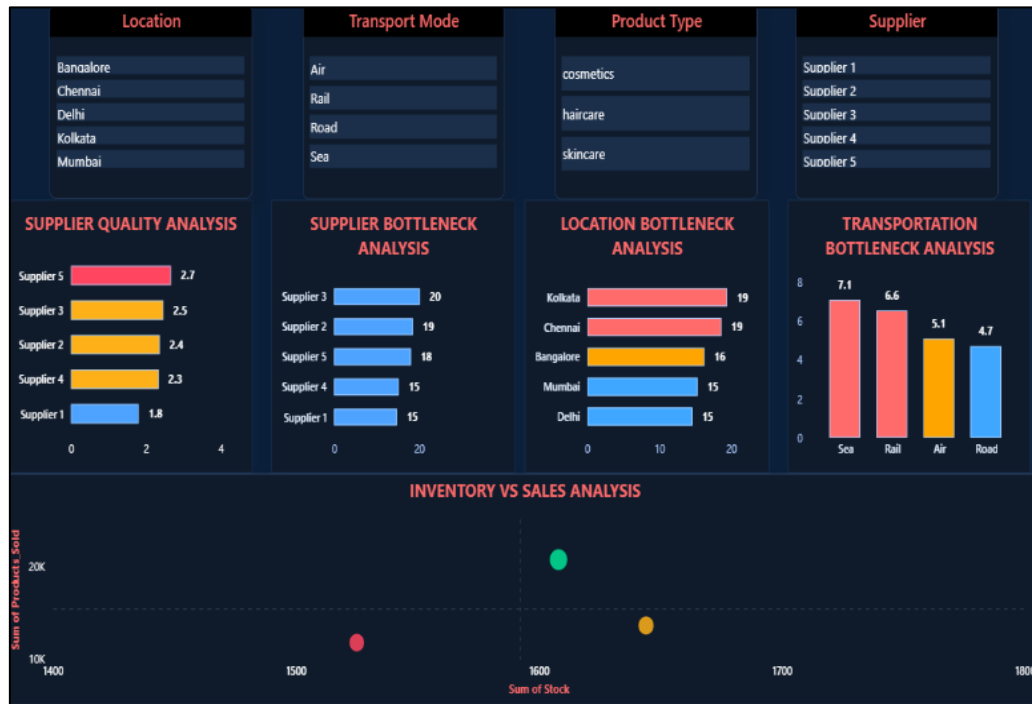 Location
Bangalore
Chennai
Delhi
Kolkata
Mumbai
Transport Mode
Air
Rail
Road
Sea
Product Type
cosmetics
haircare
skincare
Supplier
Supplier 1
Supplier 2
Supplier 3
Supplier 4
Supplier 5
SUPPLIER QUALITY ANALYSIS
Supplier 5 2.7
Supplier 3 2.5
Supplier 2 2.4
Supplier 4 2.3
Supplier 1 1.8
0 2 4
SUPPLIER BOTTLENECK
ANALYSIS
Supplier 3 20
Supplier 2 19
Supplier 5 18
Supplier 4 15
Supplier 1 15
0 20
LOCATION BOTTLENECK
ANALYSIS
Kolkata 19
Chennai 19
Bangalore 16
Mumbai 15
Delhi 15
0 10 20
TRANSPORTATION
BOTTLENECK ANALYSIS
8
6
4
2
0
7.1 6.6 5.1 4.7
Sea Rail Air Road
INVENTORY VS SALES ANALYSIS
Sum of Products_Sold
20K
10K
1400 1500 1600 1700 1800
Sum of Stock